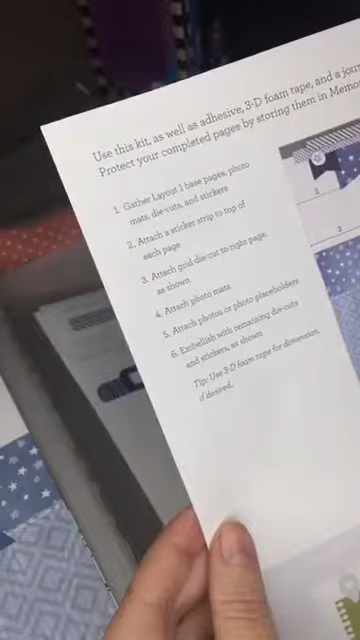 Use this kit, as well as adhesive, 3-D foam tape, and a jour
Protect your completed pages by storing them in Memo
1. Gather Layout 1 base pages, photo
mats, die-cuts, and stickers
2. Attach a sticker strip to top of
each page
3. Attach grid die-cut to right page,
as shown
4. Attach photo mats
5. Attach photos or photo placeholders
6. Embellish with remaining die-cuts
and stickers, as shown
Tip: Use 3-D foam tape for dimension,
if desired.
2
3